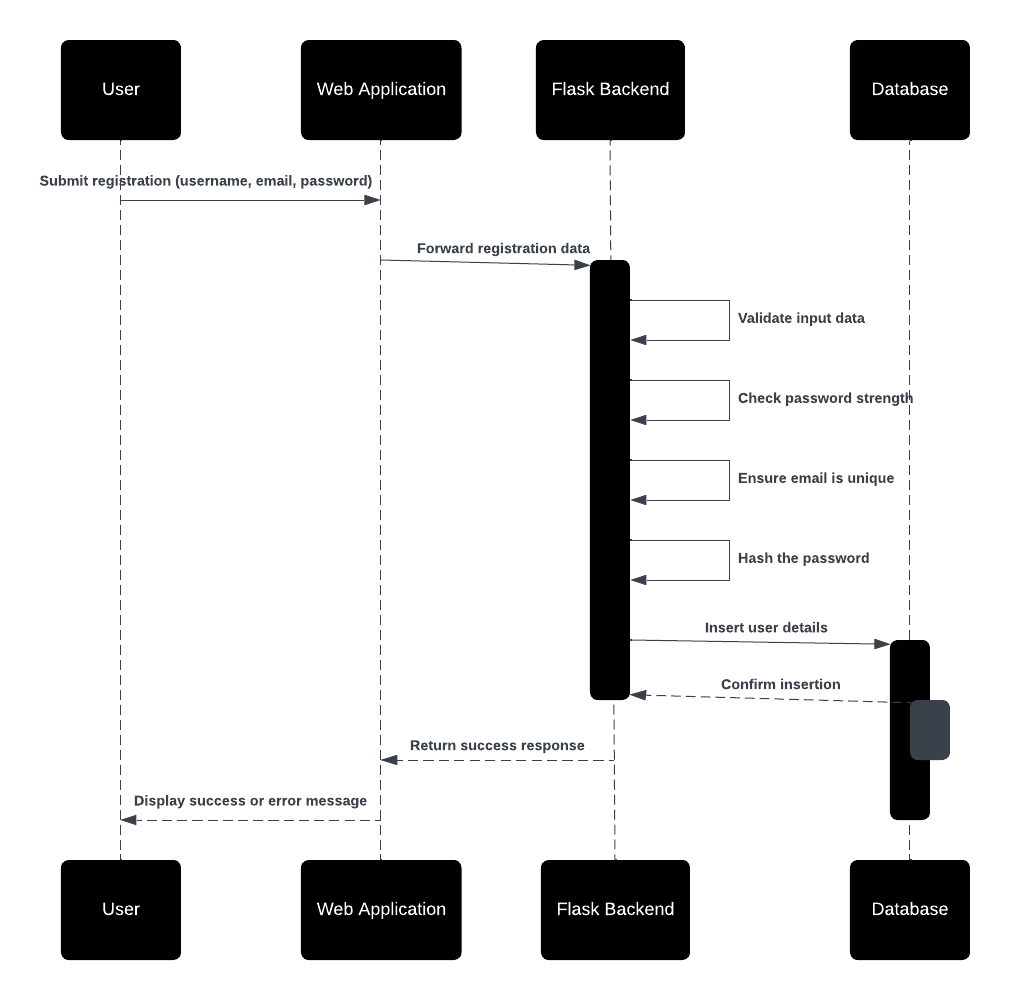 User
Web Application
Flask Backend
Database
Submit registration (username, email, password)
Forward registration data
Validate input data
Check password strength
Ensure email is unique
Hash the password
Insert user details
Confirm insertion
Return success response
Display success or error message
User
Web Application
Flask Backend
Database